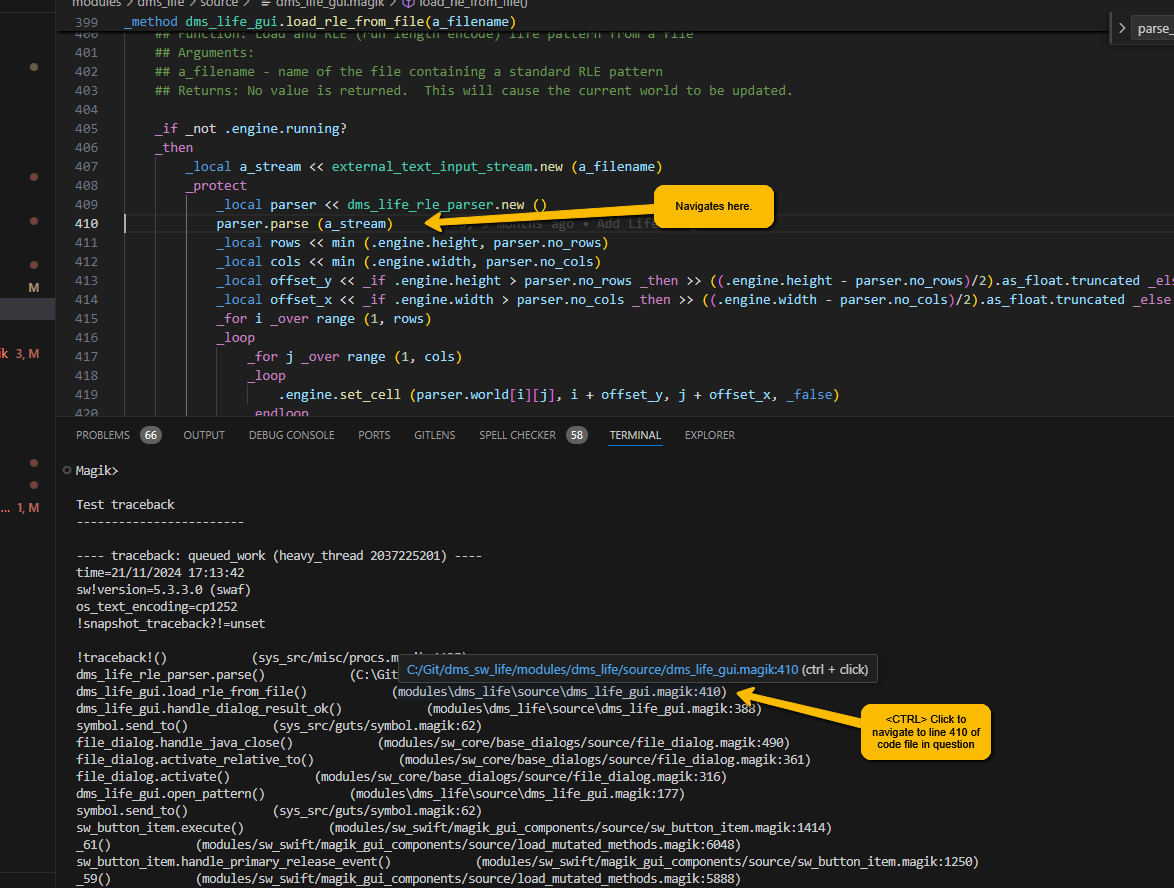 modules > dms_life > source > dms_life_gui.magik > load_rle_from_file()
399 _method dms_life_gui.load_rle_from_file(a_filename)
parse_
400 ## Function: Load and RLE (run length encode) life pattern from a file
401 ## Arguments:
402 ## a_filename - name of the file containing a standard RLE pattern
403 ## Returns: No value is returned.  This will cause the current world to be updated.
404
405 _if _not .engine.running?
406 _then
407 _local a_stream << external_text_input_stream.new (a_filename)
408 _protect
409 _local parser << dms_life_rle_parser.new ()
Navigates here.
410 parser.parse (a_stream) months ago • Add Life
411 _local rows << min (.engine.height, parser.no_rows)
412 _local cols << min (.engine.width, parser.no_cols)
M
413 _local offset_y << _if .engine.height > parser.no_rows _then >> ((.engine.height - parser.no_rows)/2).as_float.truncated _els
414 _local offset_x << _if .engine.width > parser.no_cols _then >> ((.engine.width - parser.no_cols)/2).as_float.truncated _else
415 _for i _over range (1, rows)
416 _loop
ik 3, M
417 _for j _over range (1, cols)
418 _loop
419 .engine.set_cell (parser.world[i][j], i + offset_y, j + offset_x, _false)
420 _endloop
PROBLEMS 66 OUTPUT DEBUG CONSOLE PORTS GITLENS SPELL CHECKER 58 TERMINAL EXPLORER
Magik>
Test traceback
------------------------
... 1, M
---- traceback: queued_work (heavy_thread 2037225201) ----
time=21/11/2024 17:13:42
sw!version=5.3.3.0 (swaf)
os_text_encoding=cp1252
!snapshot_traceback?!=unset
!traceback!() (sys_src/misc/procs.m
C:/Git/dms_sw_life/modules/dms_life/source/dms_life_gui.magik:410 (ctrl + click)
dms_life_rle_parser.parse() (C:\Git
dms_life_gui.load_rle_from_file() (modules\dms_life\source\dms_life_gui.magik:410)
dms_life_gui.handle_dialog_result_ok() (modules\dms_life\source\dms_life_gui.magik:388)
<CTRL> Click to
navigate to line 410 of
code file in question
symbol.send_to() (sys_src/guts/symbol.magik:62)
file_dialog.handle_java_close() (modules/sw_core/base_dialogs/source/file_dialog.magik:490)
file_dialog.activate_relative_to() (modules/sw_core/base_dialogs/source/file_dialog.magik:361)
file_dialog.activate() (modules/sw_core/base_dialogs/source/file_dialog.magik:316)
dms_life_gui.open_pattern() (modules\dms_life\source\dms_life_gui.magik:177)
symbol.send_to() (sys_src/guts/symbol.magik:62)
sw_button_item.execute() (modules/sw_swift/magik_gui_components/source/sw_button_item.magik:1414)
_61() (modules/sw_swift/magik_gui_components/source/load_mutated_methods.magik:6048)
sw_button_item.handle_primary_release_event() (modules/sw_swift/magik_gui_components/source/sw_button_item.magik:1250)
_59() (modules/sw_swift/magik_gui_components/source/load_mutated_methods.magik:5888)